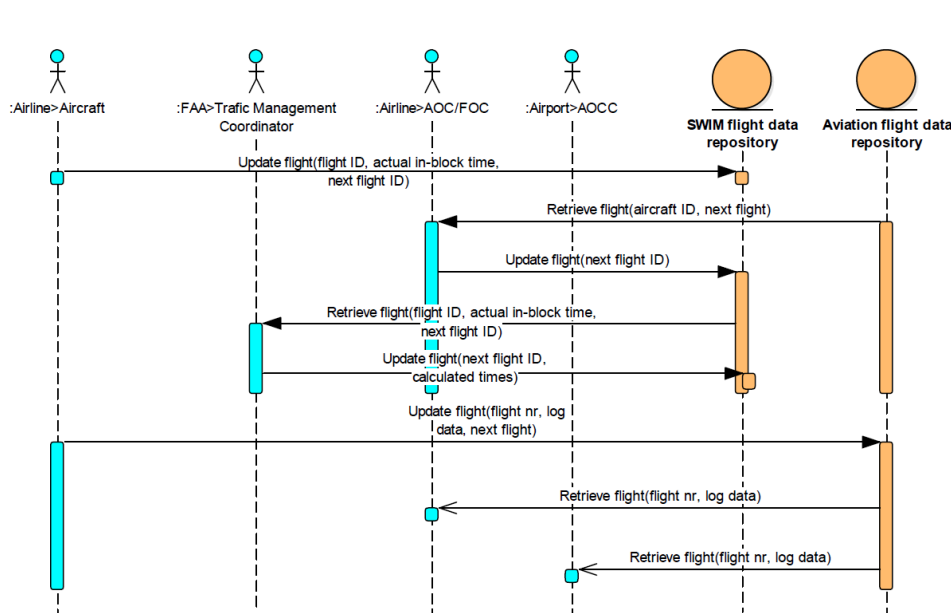 :Airline>Aircraft
:FAA>Trafic Management
Coordinator
:Airline>AOC/FOC
:Airport>AOCC
SWIM flight data
repository
Aviation flight data
repository
Update flight(flight ID, actual in-block time,
next flight ID)
Retrieve flight(aircraft ID, next flight)
Update flight(next flight ID)
Retrieve flight(flight ID, actual in-block time,
next flight ID)
Update flight(next flight ID,
calculated times)
Update flight(flight nr, log
data, next flight)
Retrieve flight(flight nr, log data)
Retrieve flight(flight nr, log data)